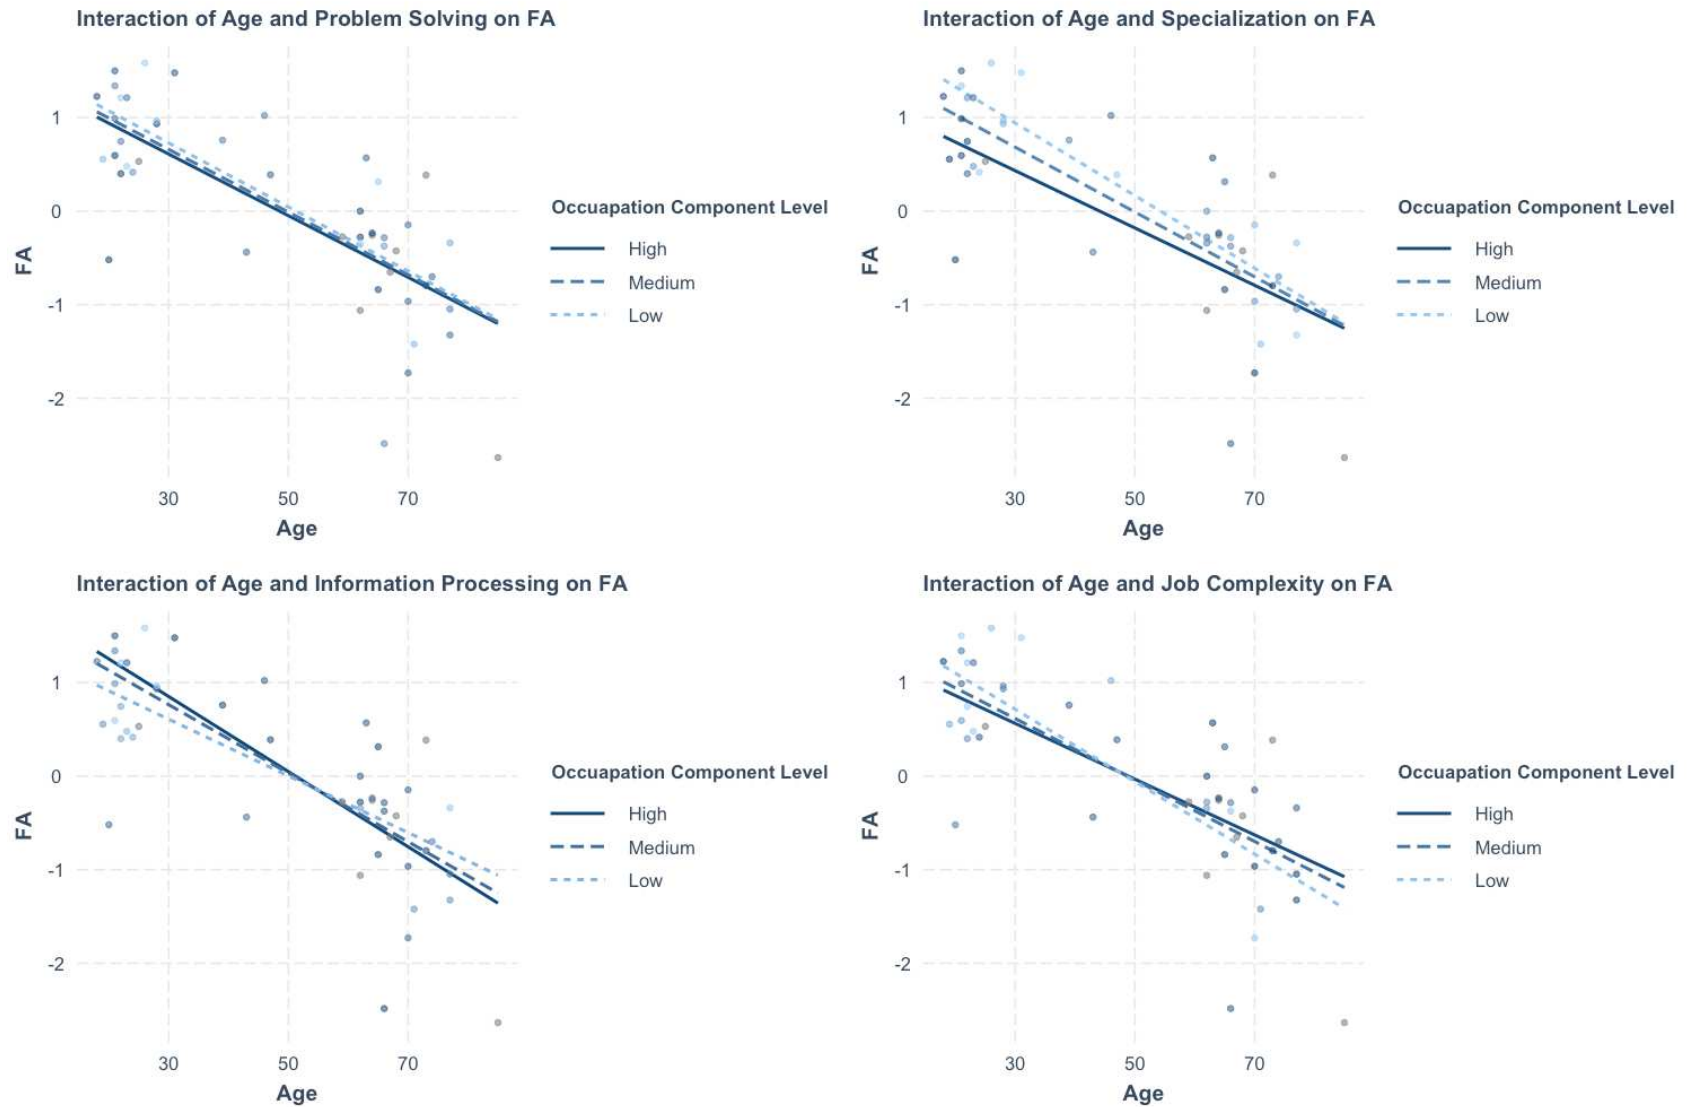 Interaction of Age and Problem Solving on FA
1
0
-1
-2
FA
30 50 70
Age
Occuapation Component Level
High
Medium
Low
Interaction of Age and Specialization on FA
1
0
-1
-2
FA
30 50 70
Age
Occuapation Component Level
High
Medium
Low
Interaction of Age and Information Processing on FA
1
0
-1
-2
FA
30 50 70
Age
Occuapation Component Level
High
Medium
Low
Interaction of Age and Job Complexity on FA
1
0
-1
-2
FA
30 50 70
Age
Occuapation Component Level
High
Medium
Low